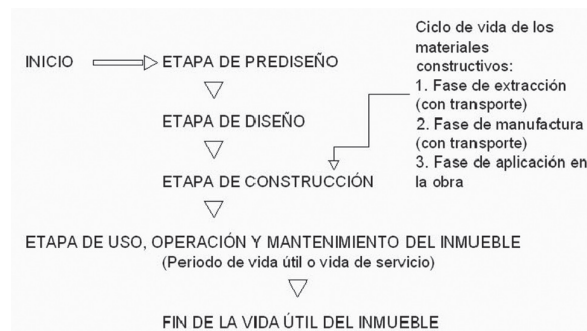 INICIO
ETAPA DE PREDISEÑO
ETAPA DE DISEÑO
ETAPA DE CONSTRUCCIÓN
Ciclo de vida de los
materiales
constructivos:
1. Fase de extracción
(con transporte)
2. Fase de manufactura
(con transporte)
3. Fase de aplicación en
la obra
ETAPA DE USO, OPERACIÓN Y MANTENIMIENTO DEL INMUEBLE
(Periodo de vida útil o vida de servicio)
FIN DE LA VIDA ÚTIL DEL INMUEBLE